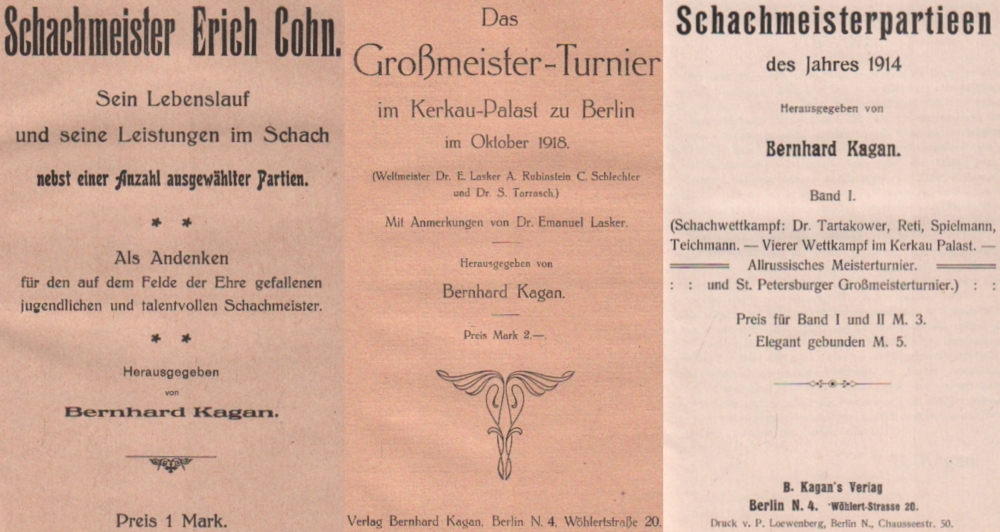 Schachmeister Erich Cohn.
Sein Lebenslauf
und seine Leistungen im Schach
nebst einer Anzahl ausgewählter Partien.
Als Andenken
für den auf dem Felde der Ehre gefallenen
jugendlichen und talentvollen Schachmeister.
Herausgegeben
von
Bernhard Kagan.
Preis 1 Mark.
Das
Großmeister-Turnier
im Kerkau-Palast zu Berlin
im Oktober 1918.
(Weltmeister Dr. E. Lasker A. Rubinstein C. Schlechter
und Dr. S. Tarrasch.)
Mit Anmerkungen von Dr. Emanuel Lasker.
Herausgegeben von
Bernhard Kagan.
Preis Mark 2.—.
Verlag Bernhard Kagan, Berlin N. 4, Wöhlertstraße 20.
Schachmeisterpartieen
des Jahres 1914
Herausgegeben von
Bernhard Kagan.
Band I.
(Schachwettkampf: Dr. Tartakower, Reti, Spielmann,
Teichmann. — Vierer Wettkampf im Kerkau Palast. —
Allrussisches Meisterturnier.
: : und St. Petersburger Großmeisterturnier.) : :
Preis für Band I und II M. 3.
Elegant gebunden M. 5.
B. Kagan's Verlag
Berlin N. 4. Wöhlert-Strasse 20.
Druck v. P. Loewenberg, Berlin N., Chausseestr. 50.